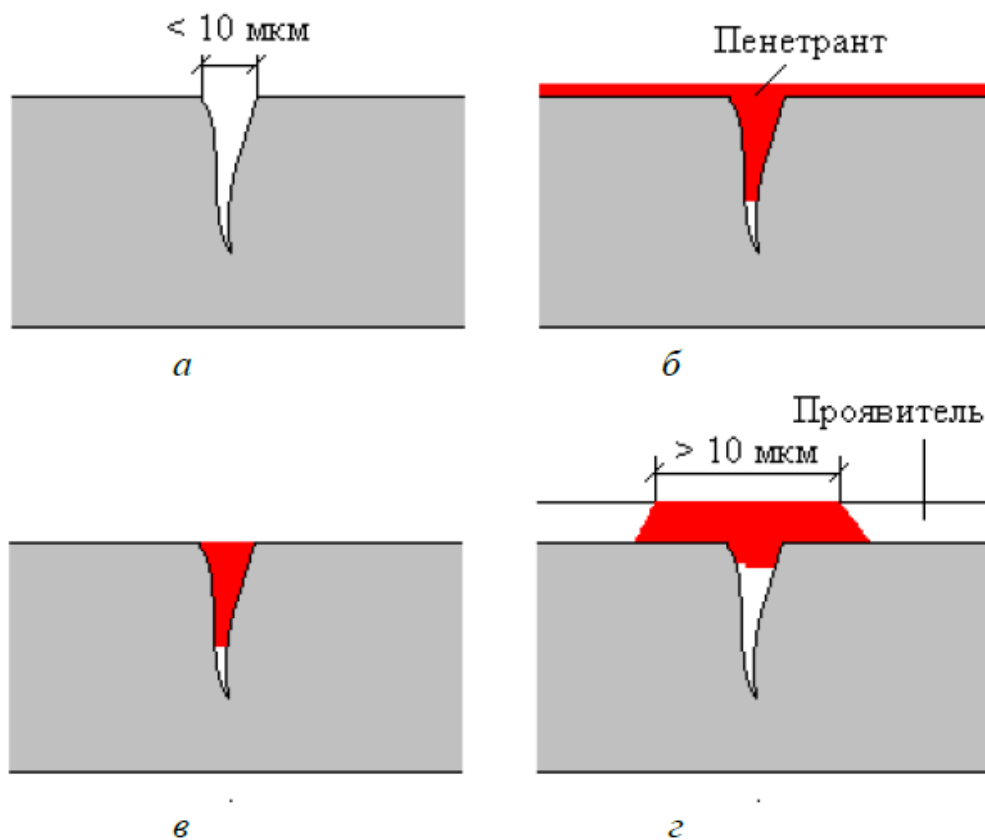 < 10 мкм
Пенетрант
а
б
Проявитель
> 10 мкм
в
г